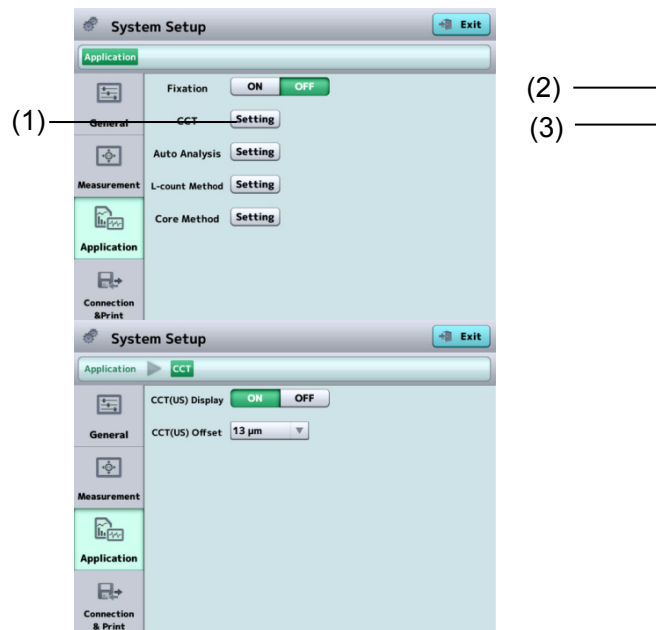 System Setup
Exit
Application
Fixation ON OFF
(2)
(1) General CCT Setting
(3)
Auto Analysis Setting
Measurement L-count Method Setting
Core Method Setting
Application
Connection
&Print
System Setup
Exit
Application CCT
CCT(US) Display ON OFF
General CCT(US) Offset 13 μm
Measurement
Application
Connection
& Print